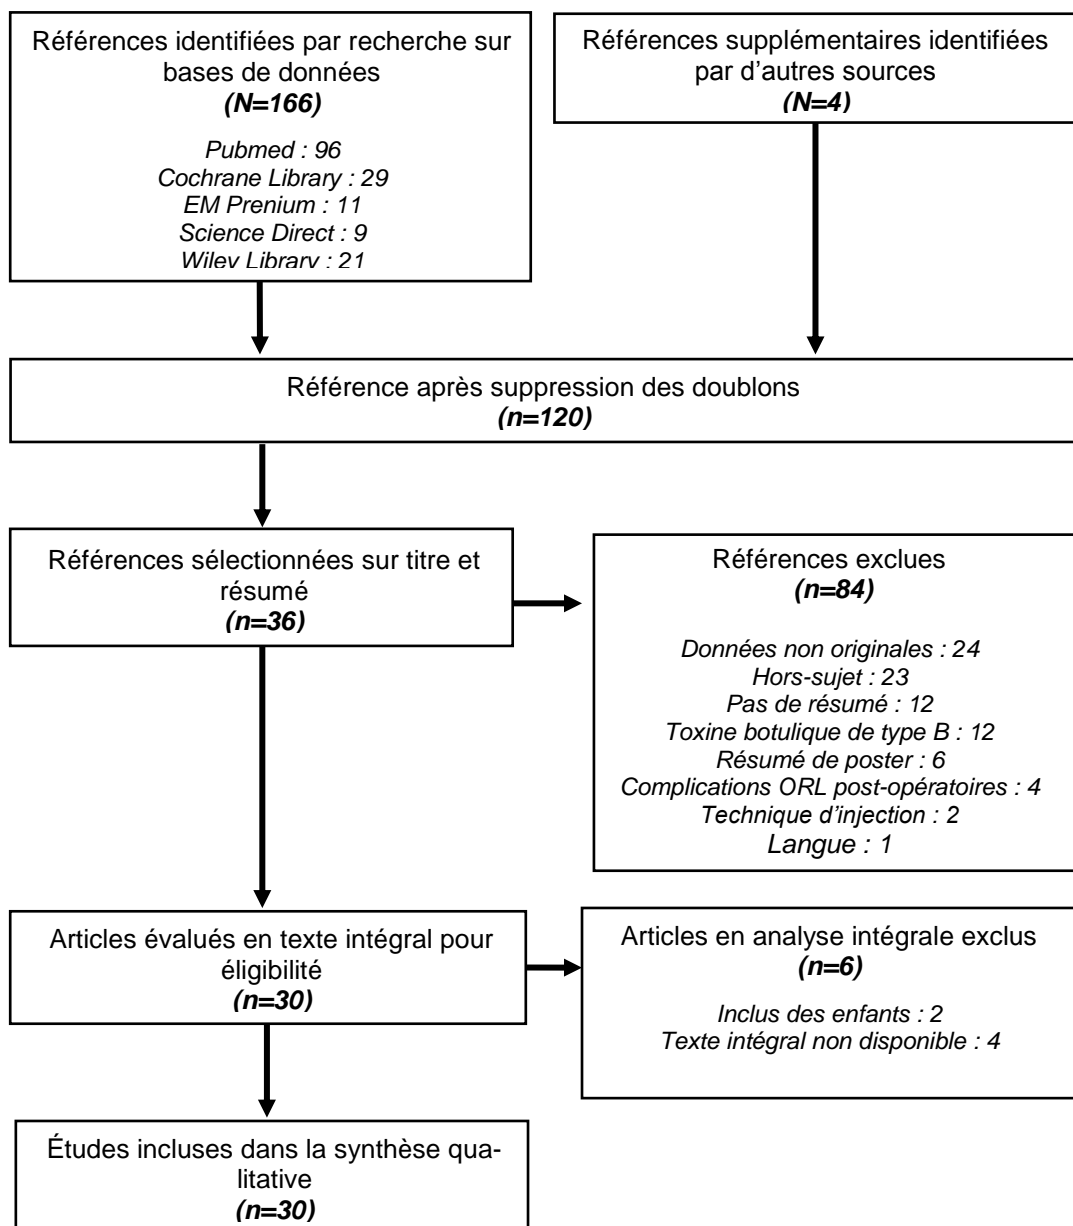 Références identifiées par recherche sur
bases de données
(N=166)
Pubmed : 96
Cochrane Library : 29
EM Prenium : 11
Science Direct : 9
Wiley Library : 21
Références supplémentaires identifiées
par d'autres sources
(N=4)
Référence après suppression des doublons
(n=120)
Références sélectionnées sur titre et
résumé
(n=36)
Références exclues
(n=84)
Données non originales : 24
Hors-sujet : 23
Pas de résumé : 12
Toxine botulique de type B : 12
Résumé de poster : 6
Complications ORL post-opératoires : 4
Technique d’injection : 2
Langue : 1
Articles évalués en texte intégral pour
éligibilité
(n=30)
Articles en analyse intégrale exclus
(n=6)
Inclus des enfants : 2
Texte intégral non disponible : 4
Études incluses dans la synthèse qua-
litative
(n=30)